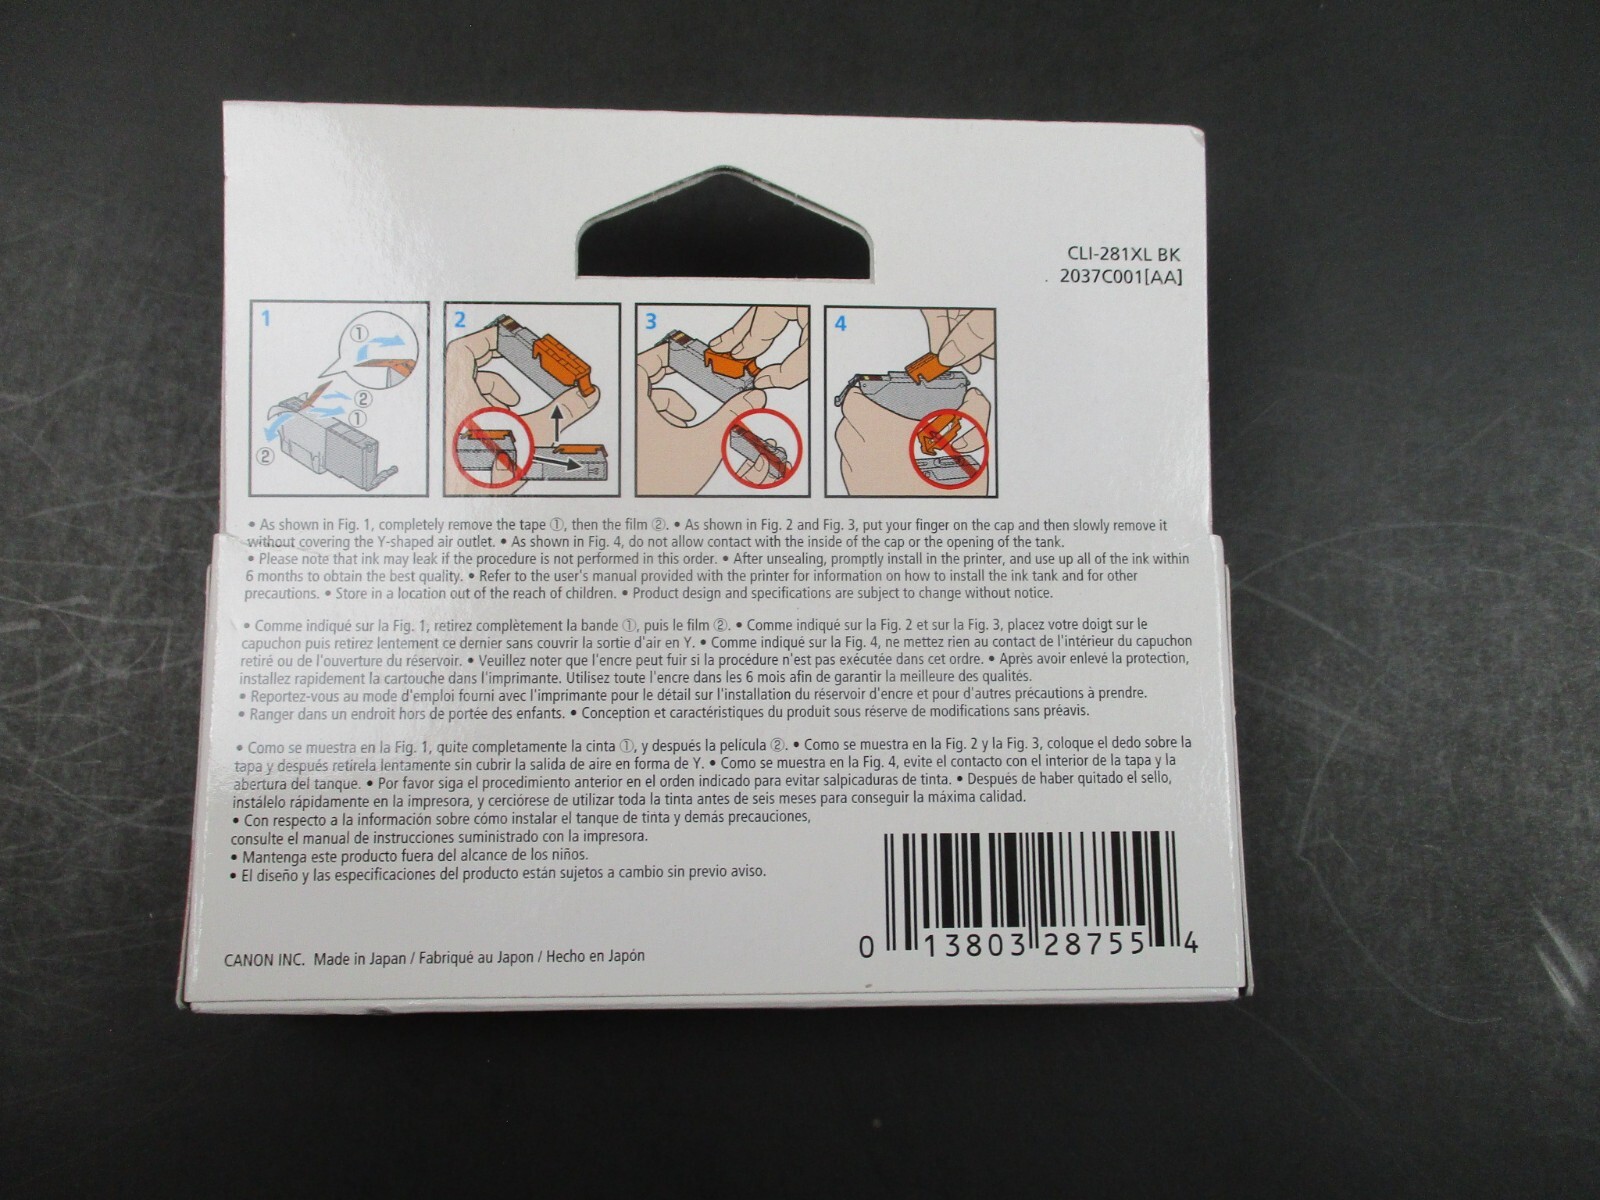 CLI-281XL BK
2037C001[AA]
1
①
②
①
②
2
3
4
• As shown in Fig. 1, completely remove the tape ①, then the film ②. • As shown in Fig. 2 and Fig. 3, put your finger on the cap and then slowly remove it
without covering the Y-shaped air outlet. • As shown in Fig. 4, do not allow contact with the inside of the cap or the opening of the tank.
• Please note that ink may leak if the procedure is not performed in this order. • After unsealing, promptly install in the printer, and use up all of the ink within
6 months to obtain the best quality. • Refer to the user's manual provided with the printer for information on how to install the ink tank and for other
precautions. • Store in a location out of the reach of children. • Product design and specifications are subject to change without notice.
• Comme indiqué sur la Fig. 1, retirez complètement la bande ①, puis le film ②. • Comme indiqué sur la Fig. 2 et sur la Fig. 3, placez votre doigt sur le
capuchon puis retirez lentement ce dernier sans couvrir la sortie d'air en Y. • Comme indiqué sur la Fig. 4, ne mettez rien au contact de l'intérieur du capuchon
retiré ou de l'ouverture du réservoir. • Veuillez noter que l'encre peut fuir si la procédure n'est pas exécutée dans cet ordre. • Après avoir enlevé la protection,
installez rapidement la cartouche dans l'imprimante. Utilisez toute l'encre dans les 6 mois afin de garantir la meilleure des qualités.
• Reportez-vous au mode d'emploi fourni avec l'imprimante pour le détail sur l'installation du réservoir d'encre et pour d'autres précautions à prendre.
• Ranger dans un endroit hors de portée des enfants. • Conception et caractéristiques du produit sous réserve de modifications sans préavis.
• Como se muestra en la Fig. 1, quite completamente la cinta ①, y después la película ②. • Como se muestra en la Fig. 2 y la Fig. 3, coloque el dedo sobre la
tapa y después retírela lentamente sin cubrir la salida de aire en forma de Y. • Como se muestra en la Fig. 4, evite el contacto con el interior de la tapa y la
abertura del tanque. • Por favor siga el procedimiento anterior en el orden indicado para evitar salpicaduras de tinta. • Después de haber quitado el sello,
instálelo rápidamente en la impresora, y cerciórese de utilizar toda la tinta antes de seis meses para conseguir la máxima calidad.
• Con respecto a la información sobre cómo instalar el tanque de tinta y demás precauciones,
consulte el manual de instrucciones suministrado con la impresora.
• Mantenga este producto fuera del alcance de los niños.
• El diseño y las especificaciones del producto están sujetos a cambio sin previo aviso.
CANON INC. Made in Japan / Fabriqué au Japon / Hecho en Japón
0 13803 28755 4